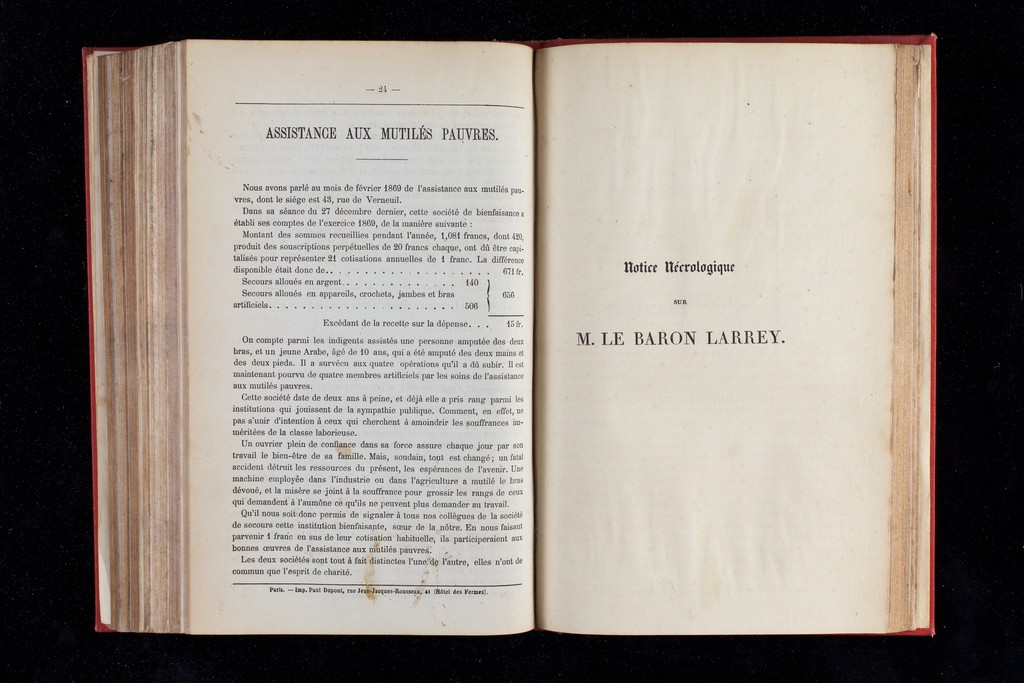 — 24 —
ASSISTANCE AUX MUTILÉS PAUVRES.
Nous avons parlé au mois de février 1869 de l'assistance aux mutilés pau-
vres, dont le siége est 43, rue de Verneuil.
Dans sa séance du 27 décembre dernier, cette société de bienfaisance a
établi ses comptes de l'exercice 1869, de la manière suivante :
Montant des sommes recueillies pendant l'année, 1,081 francs, dont 420,
produit des souscriptions perpétuelles de 20 francs chaque, ont dû être capi-
talisés pour représenter 21 cotisations annuelles de 1 franc. La différence
disponible était donc de. . . . . . . . . . . . . . . . . . . 671 fr.
Secours alloués en argent. . . . . . . . . . . . . 140
Secours alloués en appareils, crochets, jambes et bras } 656
artificiels. . . . . . . . . . . . . . . . . . . . . 506
Excédant de la recette sur la dépense. . . 15 fr.
On compte parmi les indigents assistés une personne amputée des deux
bras, et un jeune Arabe, âgé de 10 ans, qui a été amputé des deux mains et
des deux pieds. Il a survécu aux quatre opérations qu'il a dû subir. Il est
maintenant pourvu de quatre membres artificiels par les soins de l'assistance
aux mutilés pauvres.
Cette société date de deux ans à peine, et déjà elle a pris rang parmi les
institutions qui jouissent de la sympathie publique. Comment, en effet, ne
pas s'unir d'intention à ceux qui cherchent à amoindrir les souffrances im-
méritées de la classe laborieuse.
Un ouvrier plein de confiance dans sa force assure chaque jour par son
travail le bien-être de sa famille. Mais, soudain, tout est changé ; un fatal
accident détruit les ressources du présent, les espérances de l'avenir. Une
machine employée dans l'industrie ou dans l'agriculture a mutilé le bras
dévoué, et la misère se joint à la souffrance pour grossir les rangs de ceux
qui demandent à l'aumône ce qu'ils ne peuvent plus demander au travail.
Qu'il nous soit donc permis de signaler à tous nos collègues de la société
de secours cette institution bienfaisante, sœur de la nôtre. En nous faisant
parvenir 1 franc en sus de leur cotisation habituelle, ils participeraient aux
bonnes œuvres de l'assistance aux mutilés pauvres.
Les deux sociétés sont tout à fait distinctes l'une de l'autre, elles n'ont de
commun que l'esprit de charité.
Paris. — Imp. Paul Dupont, rue Jean-Jacques-Rousseau, 41 (Hôtel des Fermes).
Notice Nécrologique
SUR
M. LE BARON LARREY.